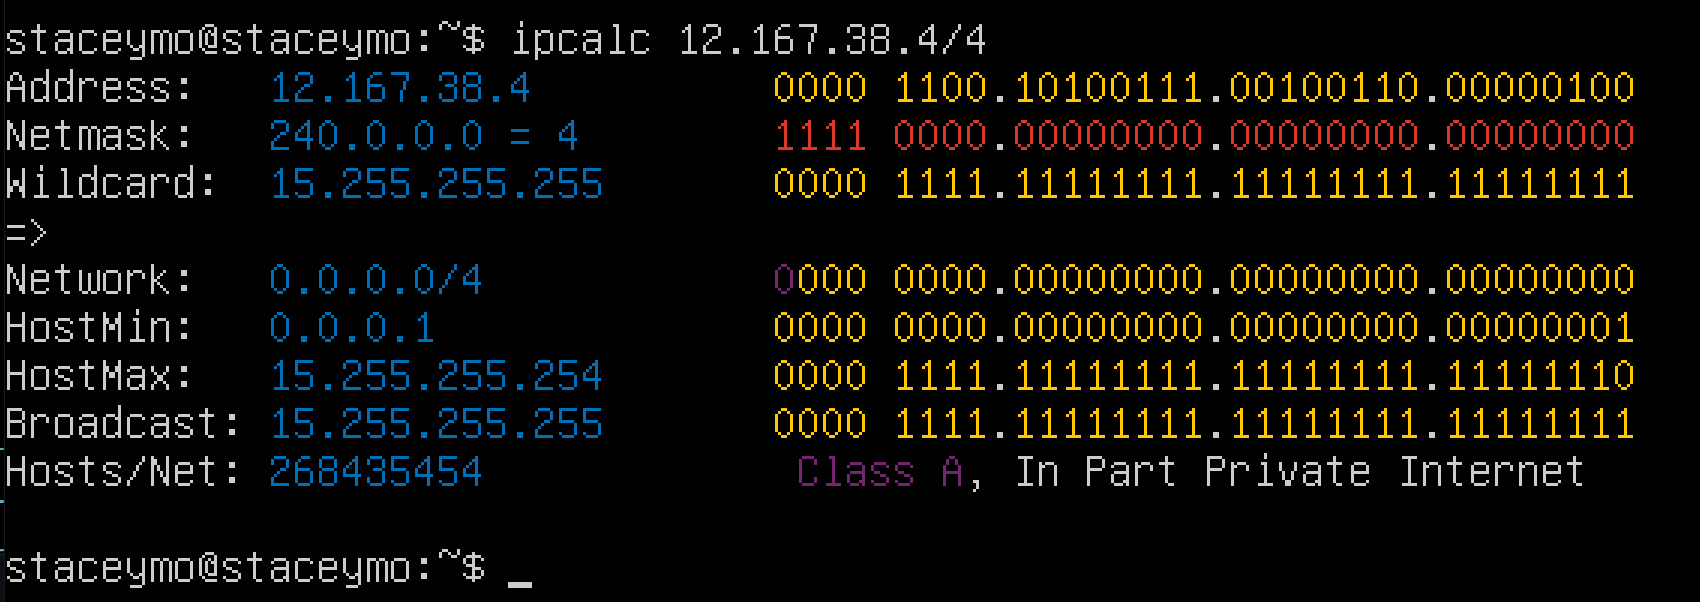 staceymo@staceymo:~$ ipcalc 12.167.38.4/4
Address:   12.167.38.4          0000 1100.10100111.00100110.00000100
Netmask:   240.0.0.0 = 4        1111 0000.00000000.00000000.00000000
Wildcard:  15.255.255.255       0000 1111.11111111.11111111.11111111
=>
Network:   0.0.0.0/4            0000 0000.00000000.00000000.00000000
HostMin:   0.0.0.1              0000 0000.00000000.00000000.00000001
HostMax:   15.255.255.254       0000 1111.11111111.11111111.11111110
Broadcast: 15.255.255.255       0000 1111.11111111.11111111.11111111
Hosts/Net: 268435454             Class A, In Part Private Internet
staceymo@staceymo:~$ _